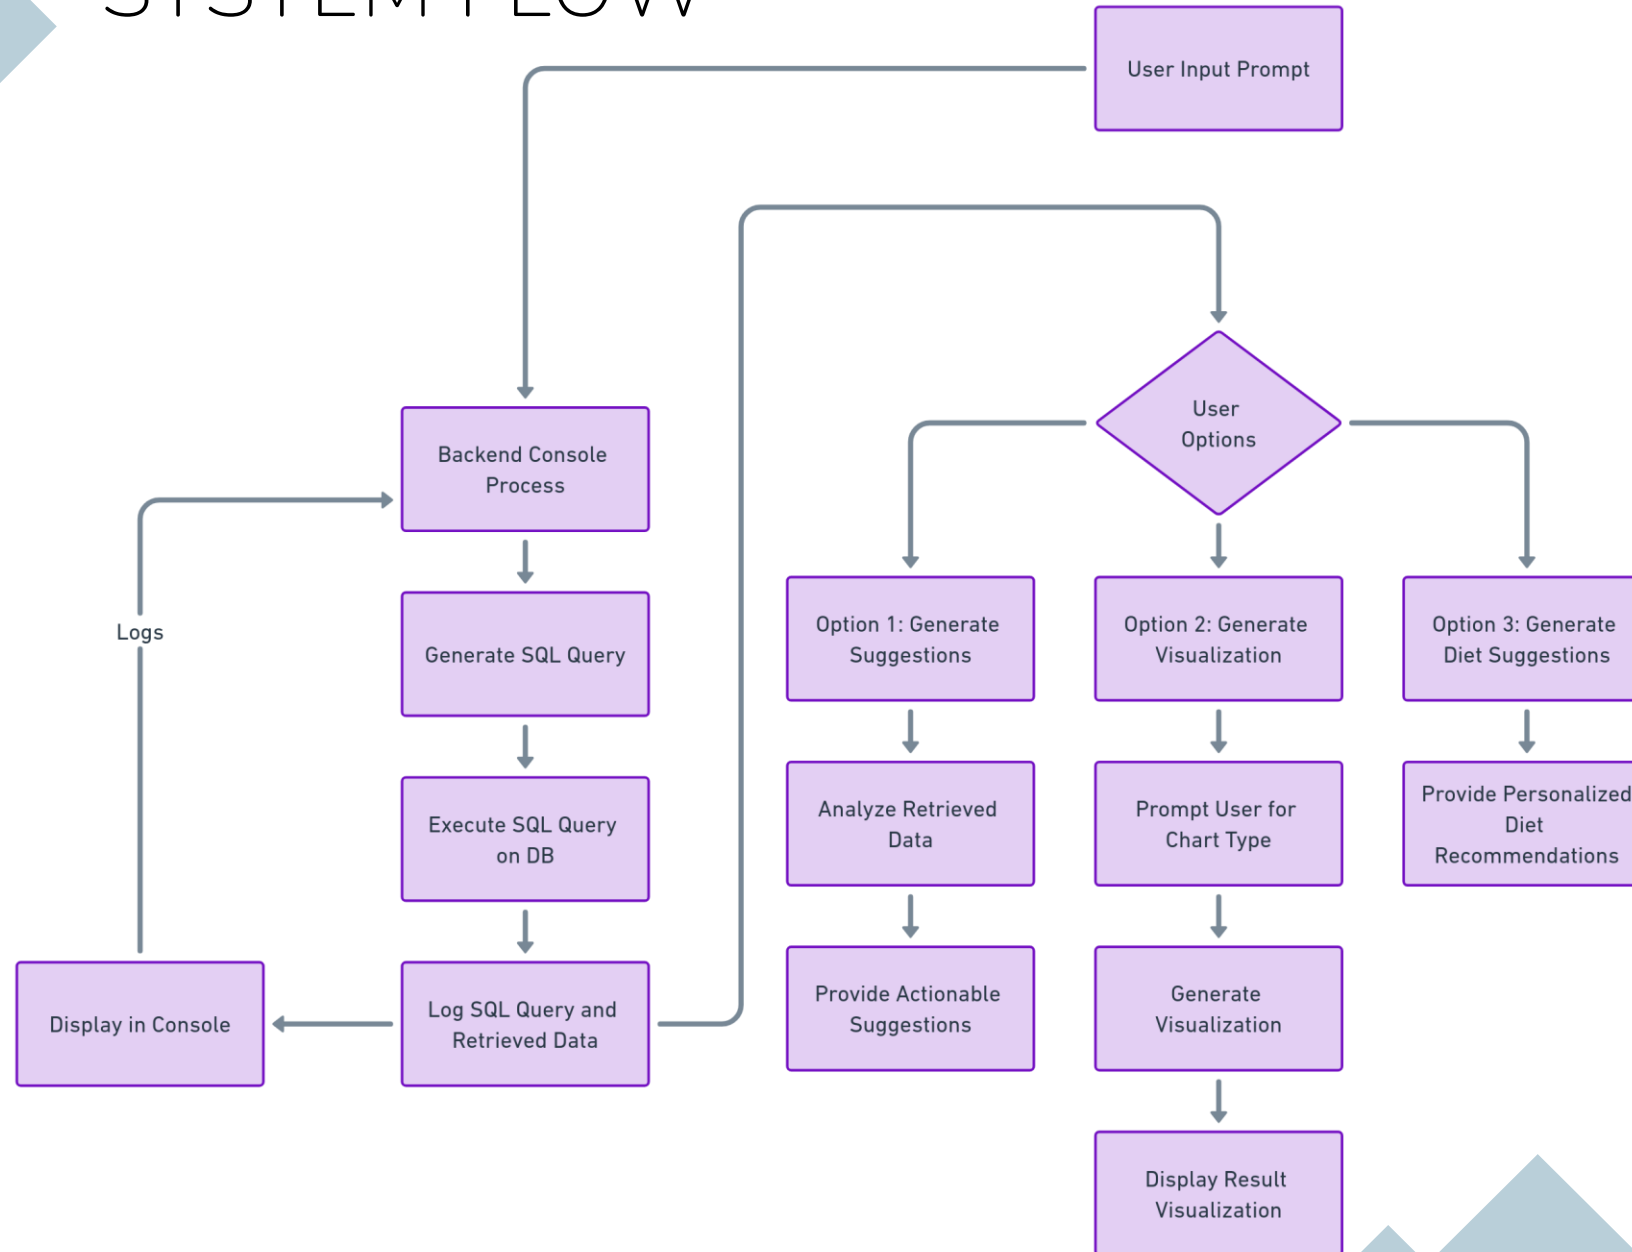 SYSTEM FLOW
User Input Prompt
User
Options
Backend Console
Process
Logs
Generate SQL Query
Execute SQL Query
on DB
Log SQL Query and
Retrieved Data
Display in Console
Option 1: Generate
Suggestions
Analyze Retrieved
Data
Provide Actionable
Suggestions
Option 2: Generate
Visualization
Prompt User for
Chart Type
Generate
Visualization
Display Result
Visualization
Option 3: Generate
Diet Suggestions
Provide Personalized
Diet
Recommendations